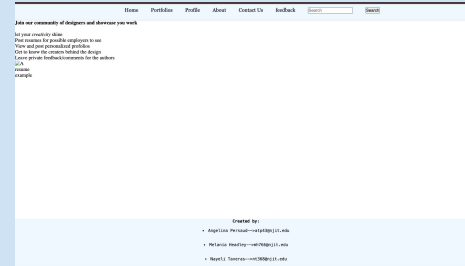 Home Portfolios Profile About Contact Us feedback Search Search
Join our community of designers and showcase you work
let your creativity shine
Post resumes for possible employers to see
View and post personalized profolios
Get to know the creators behind the design
Leave private feedback/comments for the authors
A
resume
example
Created by:
• Angelina Persaud--
• Melania Headley--
• Nayeli Taveras--